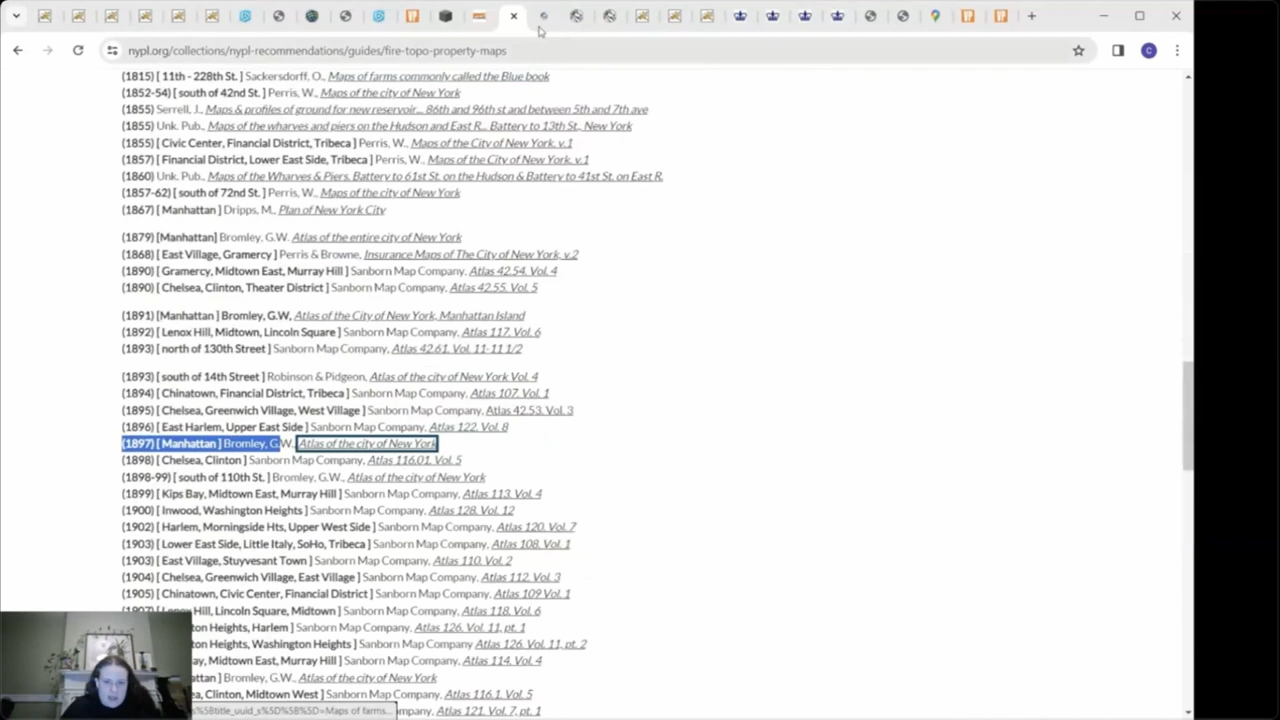 nypl.org/collections/nypl-recommendations/guides/fire-topo-property-maps
C
(1815) [ 11th - 228th St. ] Sackersdorff, O., Maps of farms commonly called the Blue book
(1852-54) [ south of 42nd St. ] Perris, W., Maps of the city of New York
(1855) Serrell, J., Maps & profiles of ground for new reservoir... 86th and 96th st and between 5th and 7th ave
(1855) Unk. Pub., Maps of the wharves and piers on the Hudson and East R... Battery to 13th St., New York
(1855) [ Civic Center, Financial District, Tribeca ] Perris, W., Maps of the City of New York. v.1
(1857) [ Financial District, Lower East Side, Tribeca ] Perris, W., Maps of the City of New York. v.1
(1860) Unk. Pub., Maps of the Wharves & Piers. Battery to 61st St. on the Hudson & Battery to 41st St. on East R.
(1857-62) [ south of 72nd St. ] Perris, W., Maps of the city of New York
(1867) [ Manhattan ] Dripps, M., Plan of New York City
(1879) [Manhattan] Bromley, G.W. Atlas of the entire city of New York
(1868) [ East Village, Gramercy ] Perris & Browne, Insurance Maps of The City of New York, v.2
(1890) [ Gramercy, Midtown East, Murray Hill ] Sanborn Map Company, Atlas 42.54. Vol. 4
(1890) [ Chelsea, Clinton, Theater District ] Sanborn Map Company, Atlas 42.55. Vol. 5
(1891) [Manhattan ] Bromley, G.W, Atlas of the City of New York, Manhattan Island
(1892) [ Lenox Hill, Midtown, Lincoln Square ] Sanborn Map Company, Atlas 117. Vol. 6
(1893) [ north of 130th Street ] Sanborn Map Company, Atlas 42.61. Vol. 11-11 1/2
(1893) [ south of 14th Street ] Robinson & Pidgeon, Atlas of the city of New York Vol. 4
(1894) [ Chinatown, Financial District, Tribeca ] Sanborn Map Company, Atlas 107. Vol. 1
(1895) [ Chelsea, Greenwich Village, West Village ] Sanborn Map Company, Atlas 42.53. Vol. 3
(1896) [ East Harlem, Upper East Side ] Sanborn Map Company, Atlas 122. Vol. 8
(1897) [ Manhattan ] Bromley, G.W., Atlas of the city of New York
(1898) [ Chelsea, Clinton ] Sanborn Map Company, Atlas 116.01. Vol. 5
(1898-99) [ south of 110th St. ] Bromley, G.W., Atlas of the city of New York
(1899) [ Kips Bay, Midtown East, Murray Hill ] Sanborn Map Company, Atlas 113. Vol. 4
(1900) [ Inwood, Washington Heights ] Sanborn Map Company, Atlas 128. Vol. 12
(1902) [ Harlem, Morningside Hts, Upper West Side ] Sanborn Map Company, Atlas 120. Vol. 7
(1903) [ Lower East Side, Little Italy, SoHo, Tribeca ] Sanborn Map Company, Atlas 108. Vol. 1
(1903) [ East Village, Stuyvesant Town ] Sanborn Map Company, Atlas 110. Vol. 2
(1904) [ Chelsea, Greenwich Village, East Village ] Sanborn Map Company, Atlas 112. Vol. 3
(1905) [ Chinatown, Civic Center, Financial District ] Sanborn Map Company, Atlas 109 Vol. 1
(1907) [ Lenox Hill, Lincoln Square, Midtown ] Sanborn Map Company, Atlas 118. Vol. 6
ton Heights, Harlem ] Sanborn Map Company, Atlas 126. Vol. 11, pt. 1
ton Heights, Washington Heights ] Sanborn Map Company Atlas 126. Vol. 11, pt. 2
ay, Midtown East, Murray Hill ] Sanborn Map Company, Atlas 114. Vol. 4
attan ] Bromley, G.W., Atlas of the city of New York
a, Clinton, Midtown West ] Sanborn Map Company, Atlas 116.1. Vol. 5
s%5Btitle_uuid_s%5D%5B%5D=Maps of farms... mpany, Atlas 121. Vol. 7, pt. 1